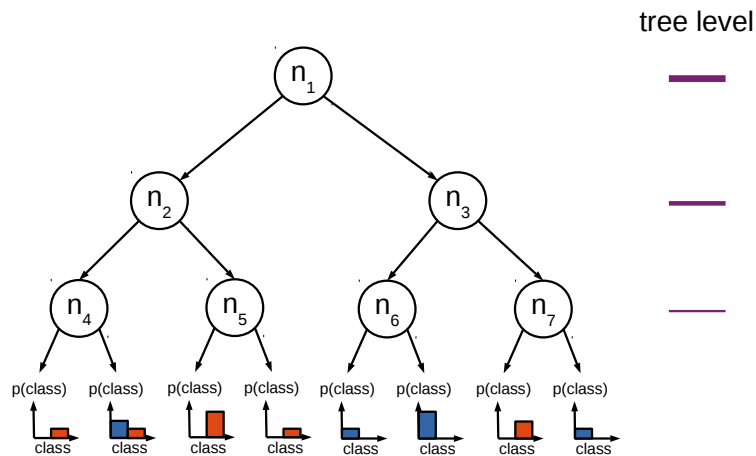 tree level
n1
n2
n3
n4
n5
n6
n7
p(class) p(class) p(class) p(class) p(class) p(class) p(class) p(class)
class class class class class class class class